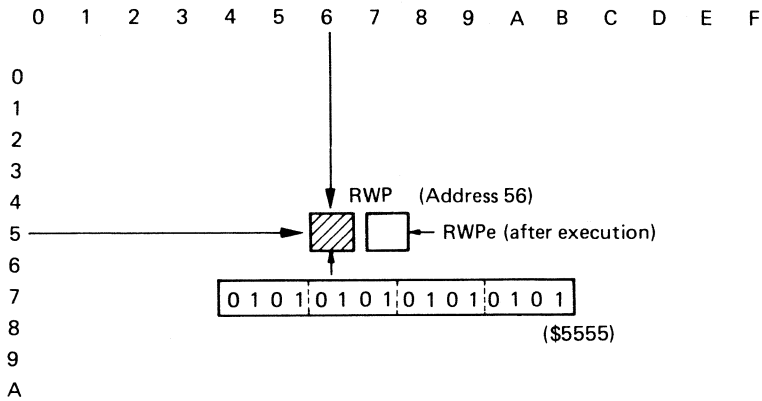 0 1 2 3 4 5 6 7 8 9 A B C D E F
0
1
2
3
4 RWP (Address 56)
5 RWPe (after execution)
6
7 0 1 0 1 0 1 0 1 0 1 0 1 0 1 0 1
8 ($5555)
9
A